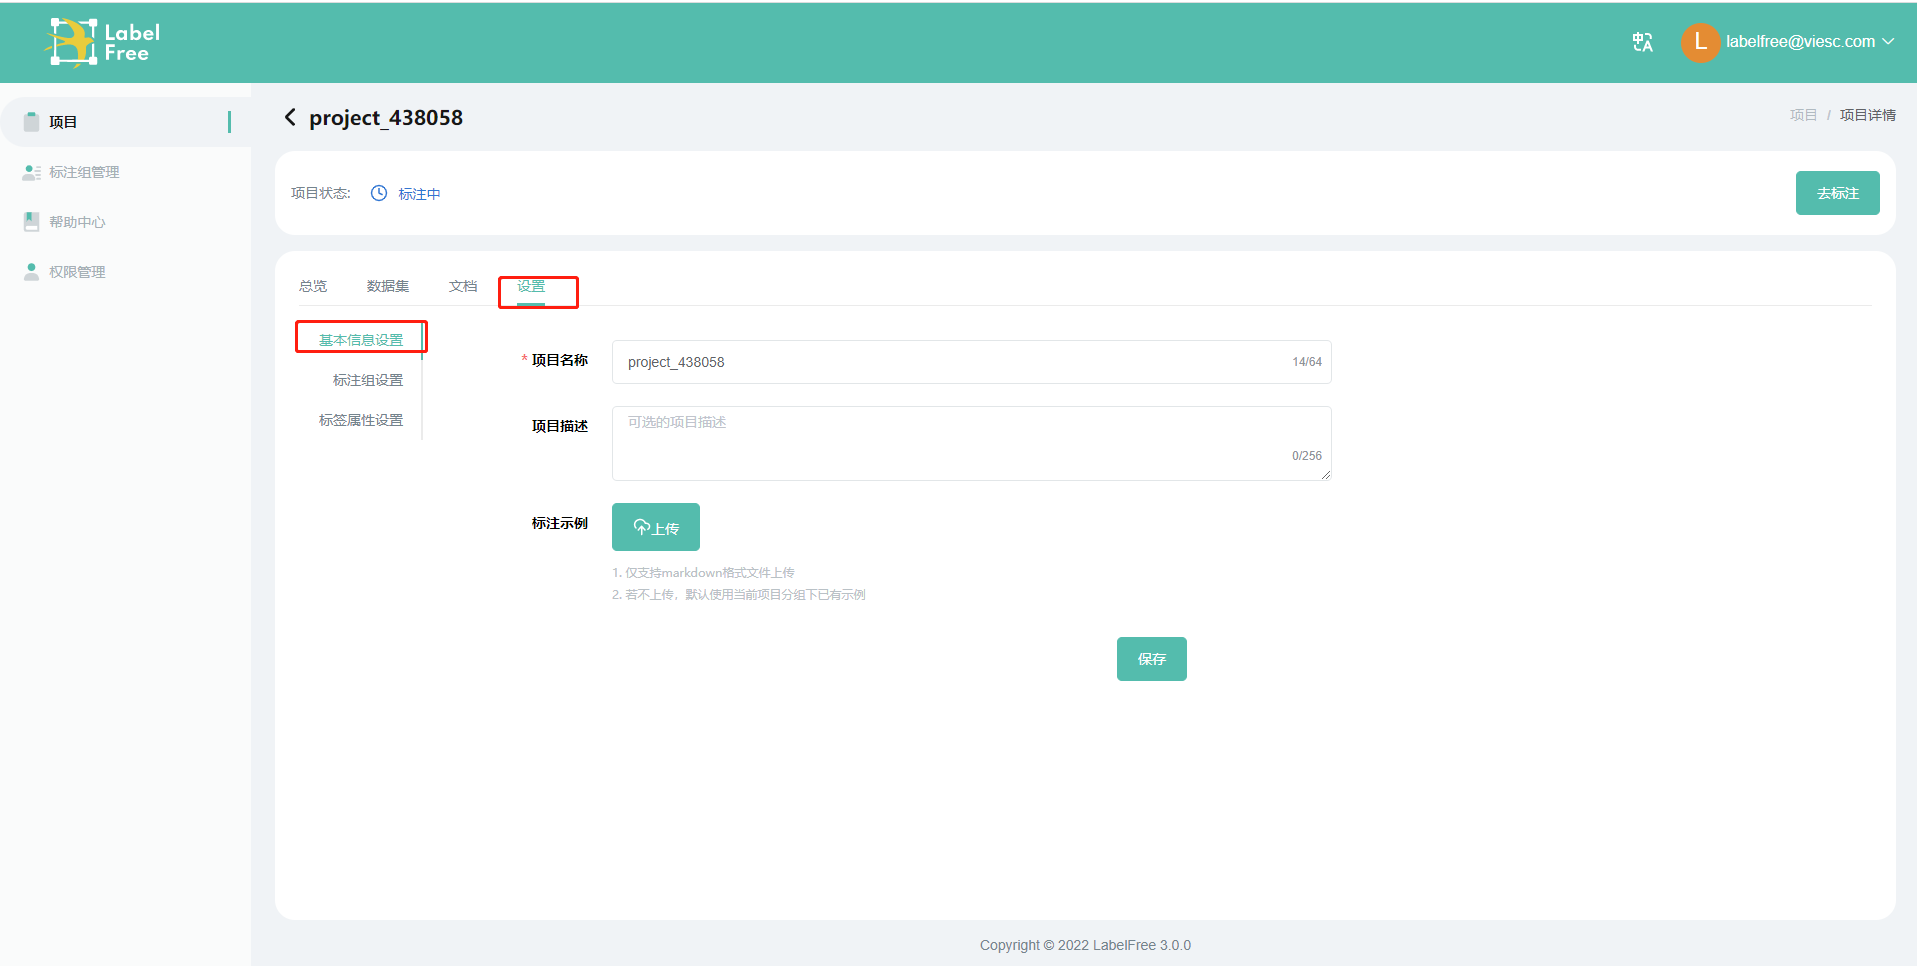 Label
Free
中A
L
labelfree@viesc.com
项目
标注组管理
帮助中心
权限管理
project_438058
项目 / 项目详情
项目状态:
标注中
去标注
总览
数据集
文档
设置
基本信息设置
标注组设置
标签属性设置
* 项目名称
project_438058
14/64
项目描述
可选的项目描述
0/256
标注示例
上传
1. 仅支持markdown格式文件上传
2. 若不上传，默认使用当前项目分组下已有示例
保存
Copyright © 2022 LabelFree 3.0.0